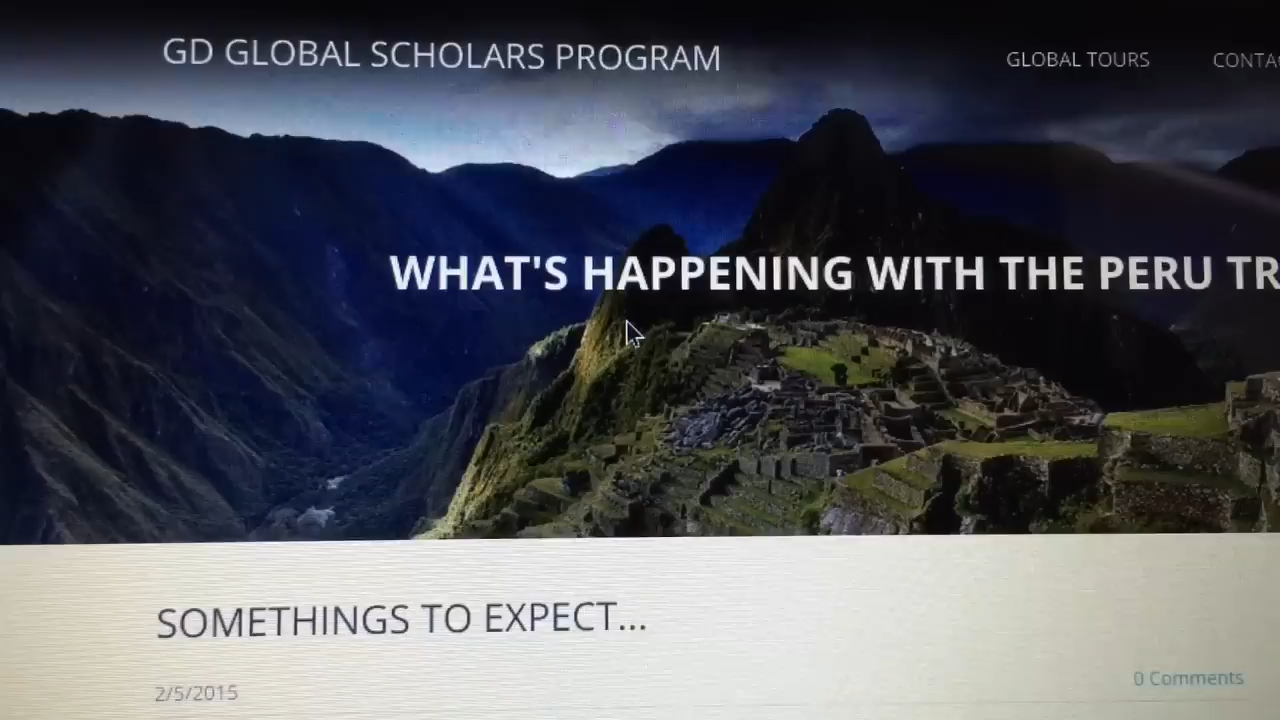 GD GLOBAL SCHOLARS PROGRAM
GLOBAL TOURS
WHAT'S HAPPENING WITH THE PERU
SOMETHINGS TO EXPECT...
0 Comments
2/5/2015